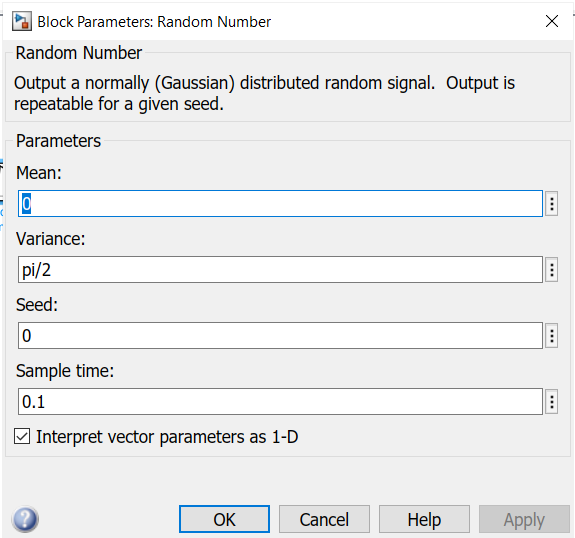 Block Parameters: Random Number
Random Number
Output a normally (Gaussian) distributed random signal.  Output is
repeatable for a given seed.
Parameters
Mean:
0
Variance:
pi/2
Seed:
0
Sample time:
0.1
Interpret vector parameters as 1-D
?
OK
Cancel
Help
Apply